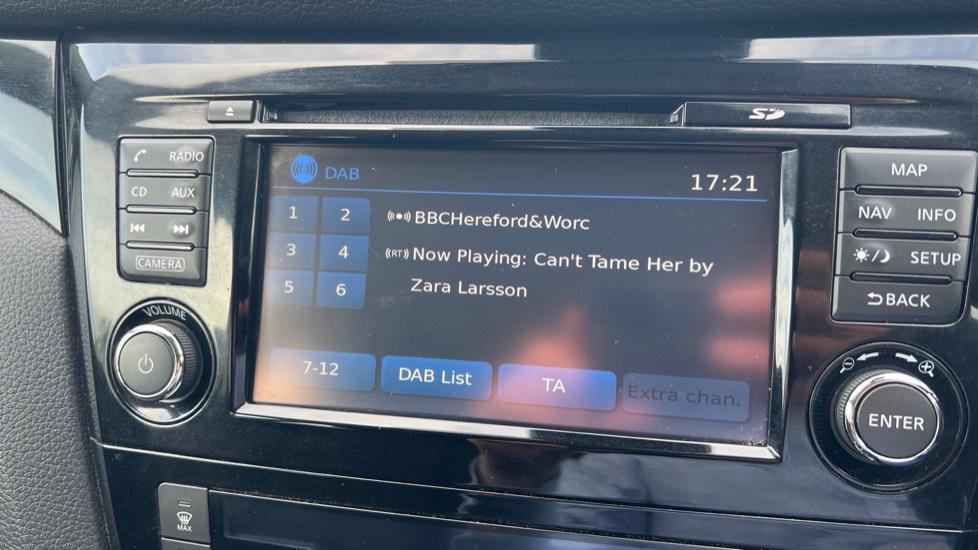 SD
RADIO
CD AUX
CAMERA
VOLUME
DAB
17:21
1 2
3 4
5 6
BBCHereford&Worc
(RT) Now Playing: Can't Tame Her by
Zara Larsson
7-12
DAB List
TA
Extra chan.
MAP
NAV INFO
SETUP
BACK
ENTER
MAX